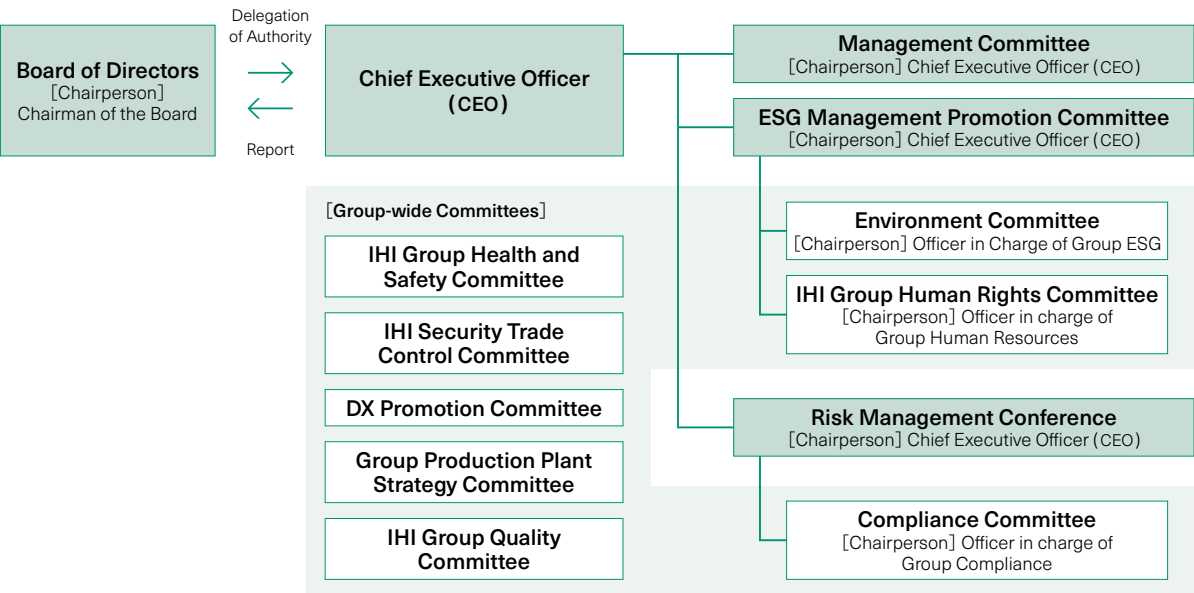 Delegation
of Authority
Board of Directors
[Chairperson]
Chairman of the Board
Report
Chief Executive Officer
(CEO)
Management Committee
[Chairperson] Chief Executive Officer (CEO)
ESG Management Promotion Committee
[Chairperson] Chief Executive Officer (CEO)
[Group-wide Committees]
IHI Group Health and
Safety Committee
IHI Security Trade
Control Committee
DX Promotion Committee
Group Production Plant
Strategy Committee
IHI Group Quality
Committee
Environment Committee
[Chairperson] Officer in Charge of Group ESG
IHI Group Human Rights Committee
[Chairperson] Officer in charge of
Group Human Resources
Risk Management Conference
[Chairperson] Chief Executive Officer (CEO)
Compliance Committee
[Chairperson] Officer in charge of
Group Compliance